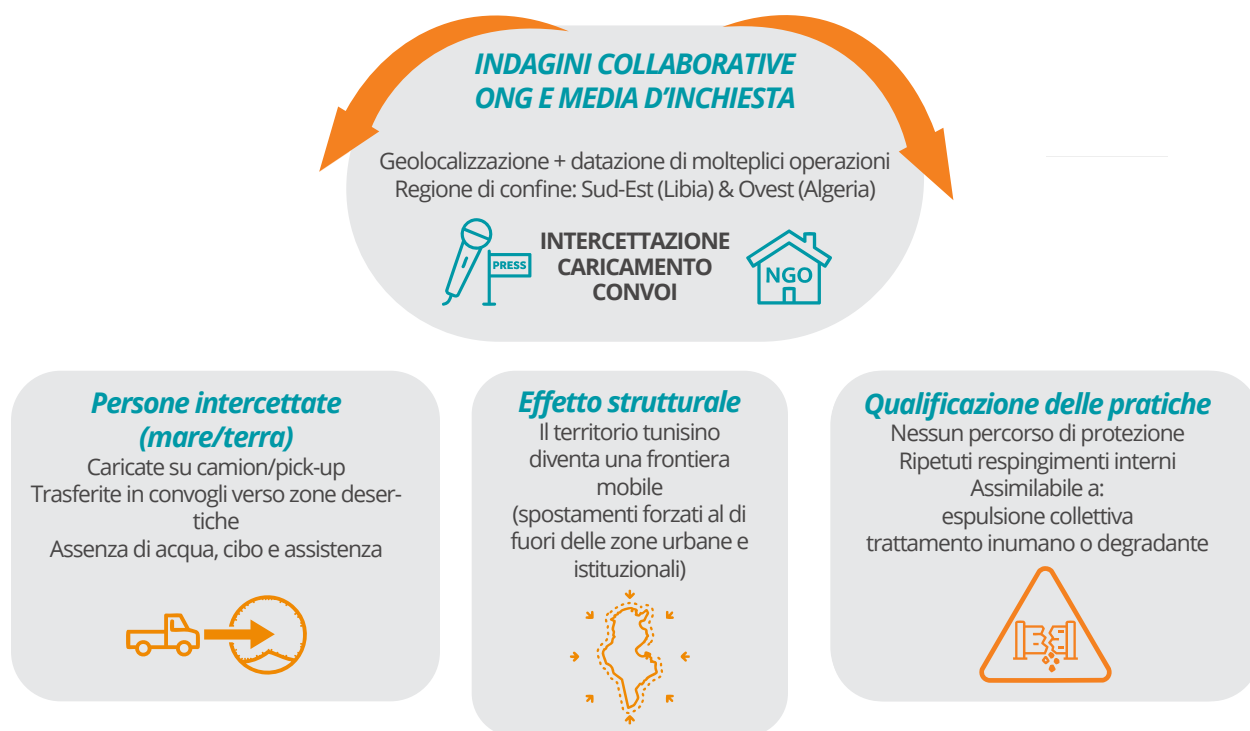 INDAGINI COLLABORATIVE
ONG E MEDIA D'INCHIESTA
Geolocalizzazione + datazione di molteplici operazioni
Regione di confine: Sud-Est (Libia) & Ovest (Algeria)
PRESS
INTERCETTAZIONE
CARICAMENTO
CONVOI
NGO
Persone intercettate
(mare/terra)
Caricate su camion/pick-up
Trasferite in convogli verso zone deser-
tiche
Assenza di acqua, cibo e assistenza
Effetto strutturale
Il territorio tunisino
diventa una frontiera
mobile
(spostamenti forzati al di
fuori delle zone urbane e
istituzionali)
Qualificazione delle pratiche
Nessun percorso di protezione
Ripetuti respingimenti interni
Assimilabile a:
espulsione collettiva
trattamento inumano o degradante